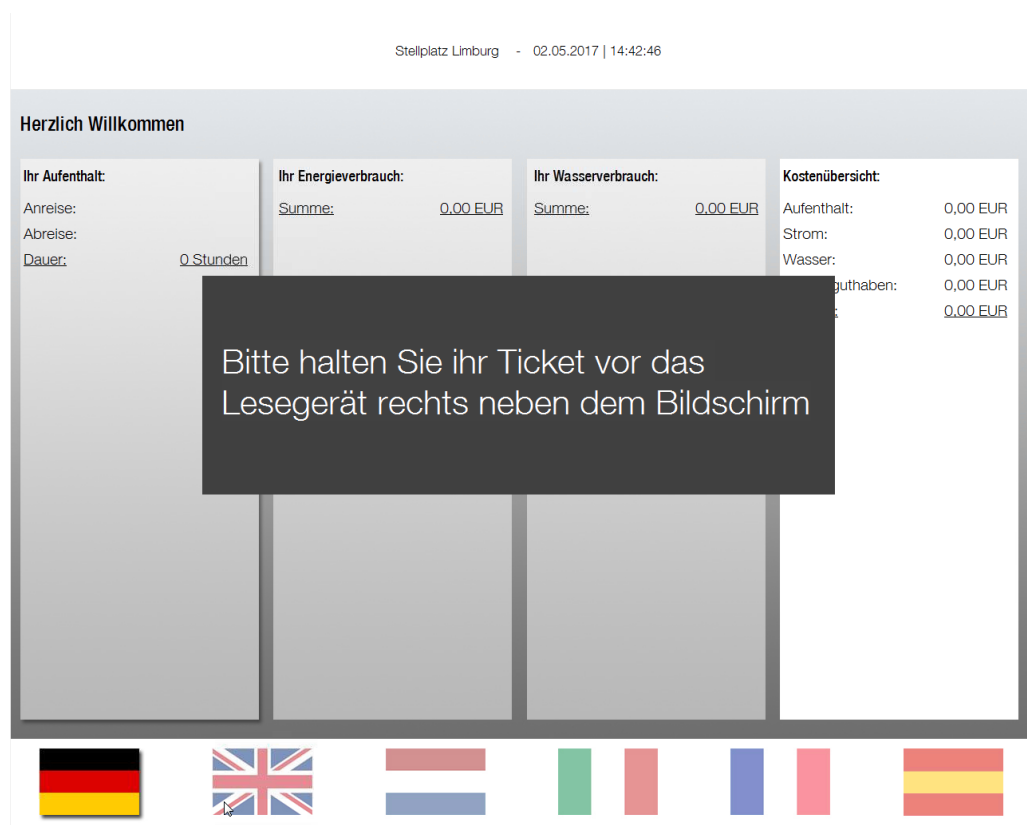 Stellplatz Limburg - 02.05.2017 | 14:42:46
Herzlich Willkommen
Ihr Aufenthalt:
Anreise:
Abreise:
Dauer: 0 Stunden
Ihr Energieverbrauch:
Summe: 0,00 EUR
Ihr Wasserverbrauch:
Summe: 0,00 EUR
Kostenübersicht:
Aufenthalt: 0,00 EUR
Strom: 0,00 EUR
Wasser: 0,00 EUR
guthaben: 0,00 EUR
0,00 EUR
Bitte halten Sie ihr Ticket vor das
Lesegerät rechts neben dem Bildschirm